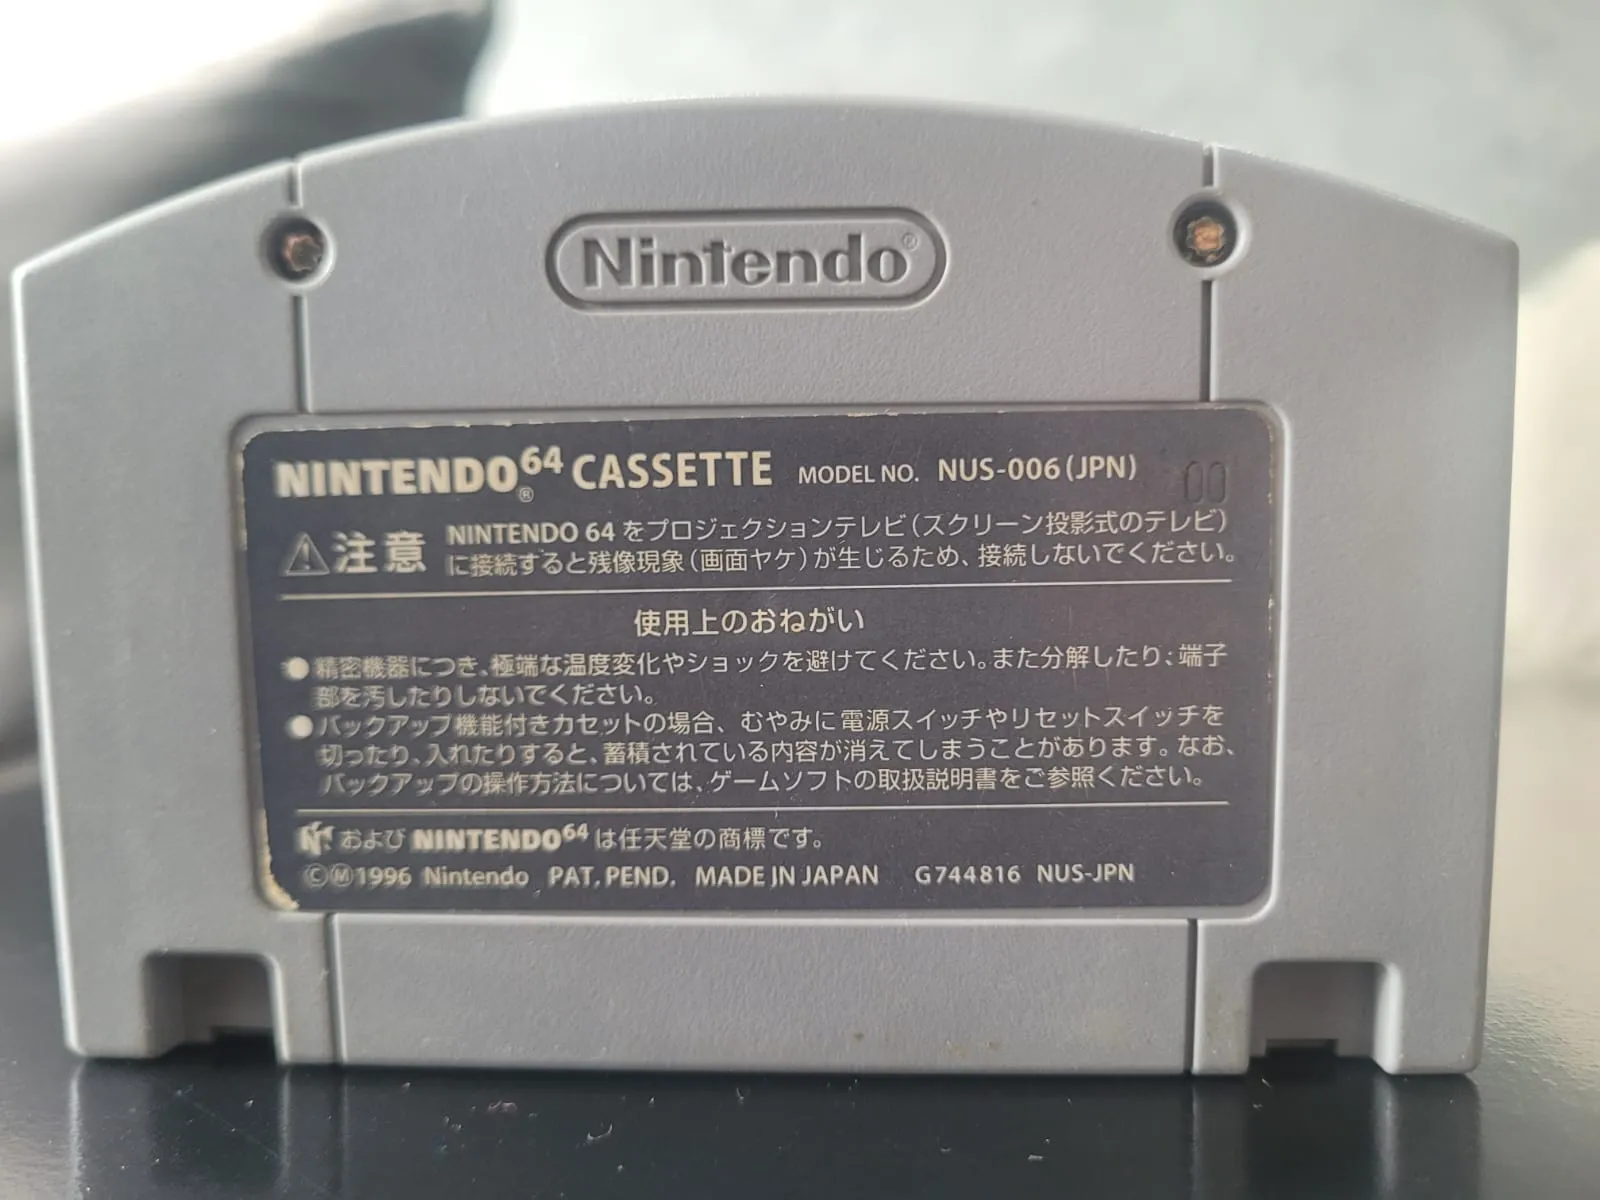 Nintendo®
NINTENDO64® CASSETTE MODEL NO. NUS-006(JPN) 00
⚠注意 NINTENDO 64をプロジェクションテレビ(スクリーン投影式のテレビ)
に接続すると残像現象(画面ヤケ)が生じるため、接続しないでください。
使用上のおねがい
●精密機器につき、極端な温度変化やショックを避けてください。また分解したり、端子
部を汚したりしないでください。
●バックアップ機能付きカセットの場合、むやみに電源スイッチやリセットスイッチを
切ったり、入れたりすると、蓄積されている内容が消えてしまうことがあります。なお、
バックアップの操作方法については、ゲームソフトの取扱説明書をご参照ください。
N およびNINTENDO64は任天堂の商標です。
©Ⓜ1996 Nintendo PAT. PEND. MADE IN JAPAN G744816 NUS-JPN